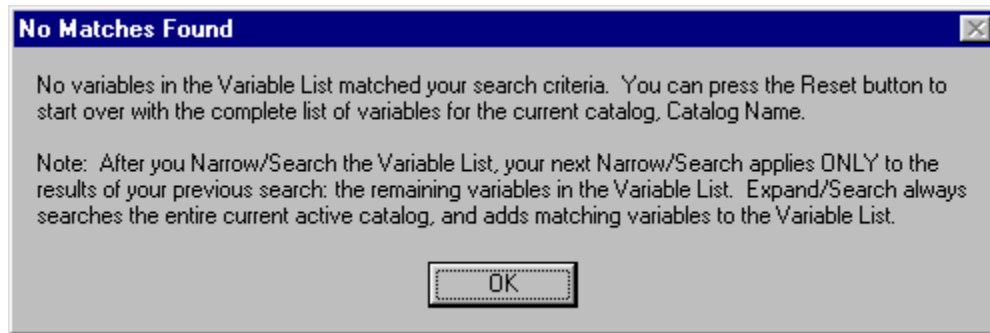 No Matches Found
No variables in the Variable List matched your search criteria.  You can press the Reset button to
start over with the complete list of variables for the current catalog, Catalog Name.
Note:  After you Narrow/Search the Variable List, your next Narrow/Search applies ONLY to the
results of your previous search: the remaining variables in the Variable List.  Expand/Search always
searches the entire current active catalog, and adds matching variables to the Variable List.
OK